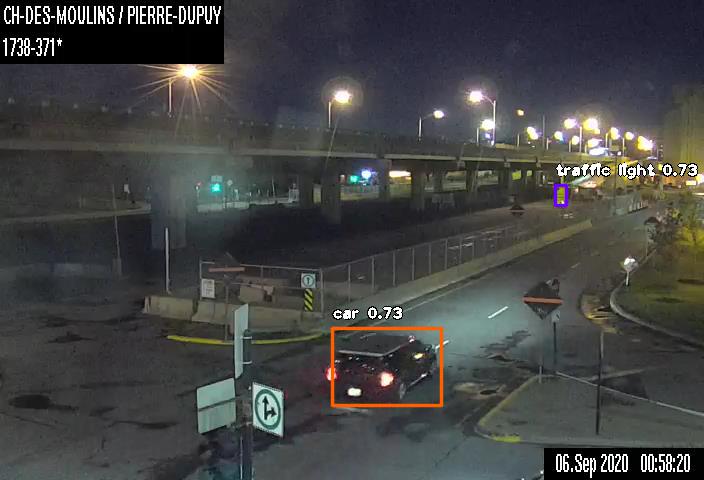 CH-DES-MOULINS / PIERRE-DUPUY
1738-371*
traffic light 0.73
car 0.73
06.Sep 2020 00:58:20